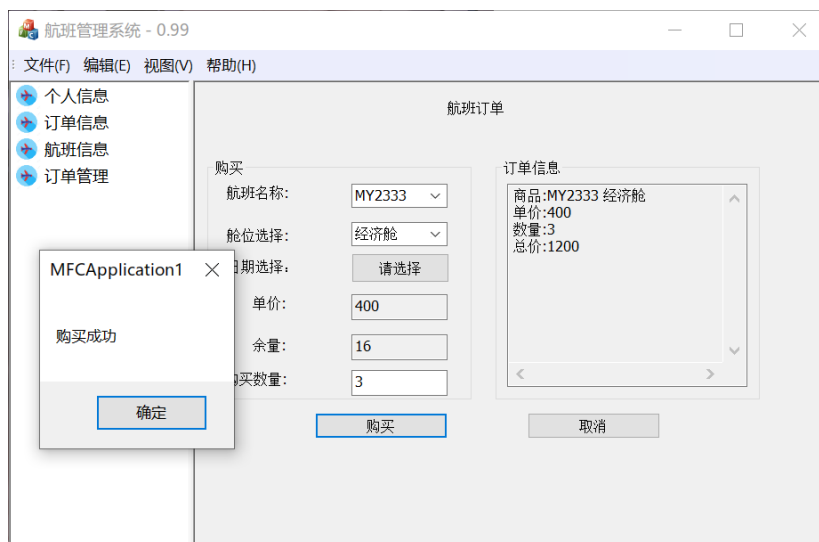 航班管理系统 - 0.99
文件(F) 编辑(E) 视图(V) 帮助(H)
个人信息
订单信息
航班信息
订单管理
航班订单
购买
航班名称:
MY2333
舱位选择:
经济舱
日期选择:
请选择
单价:
400
余量:
16
购买数量:
3
购买
订单信息
商品:MY2333 经济舱
单价:400
数量:3
总价:1200
取消
MFCApplication1
购买成功
确定